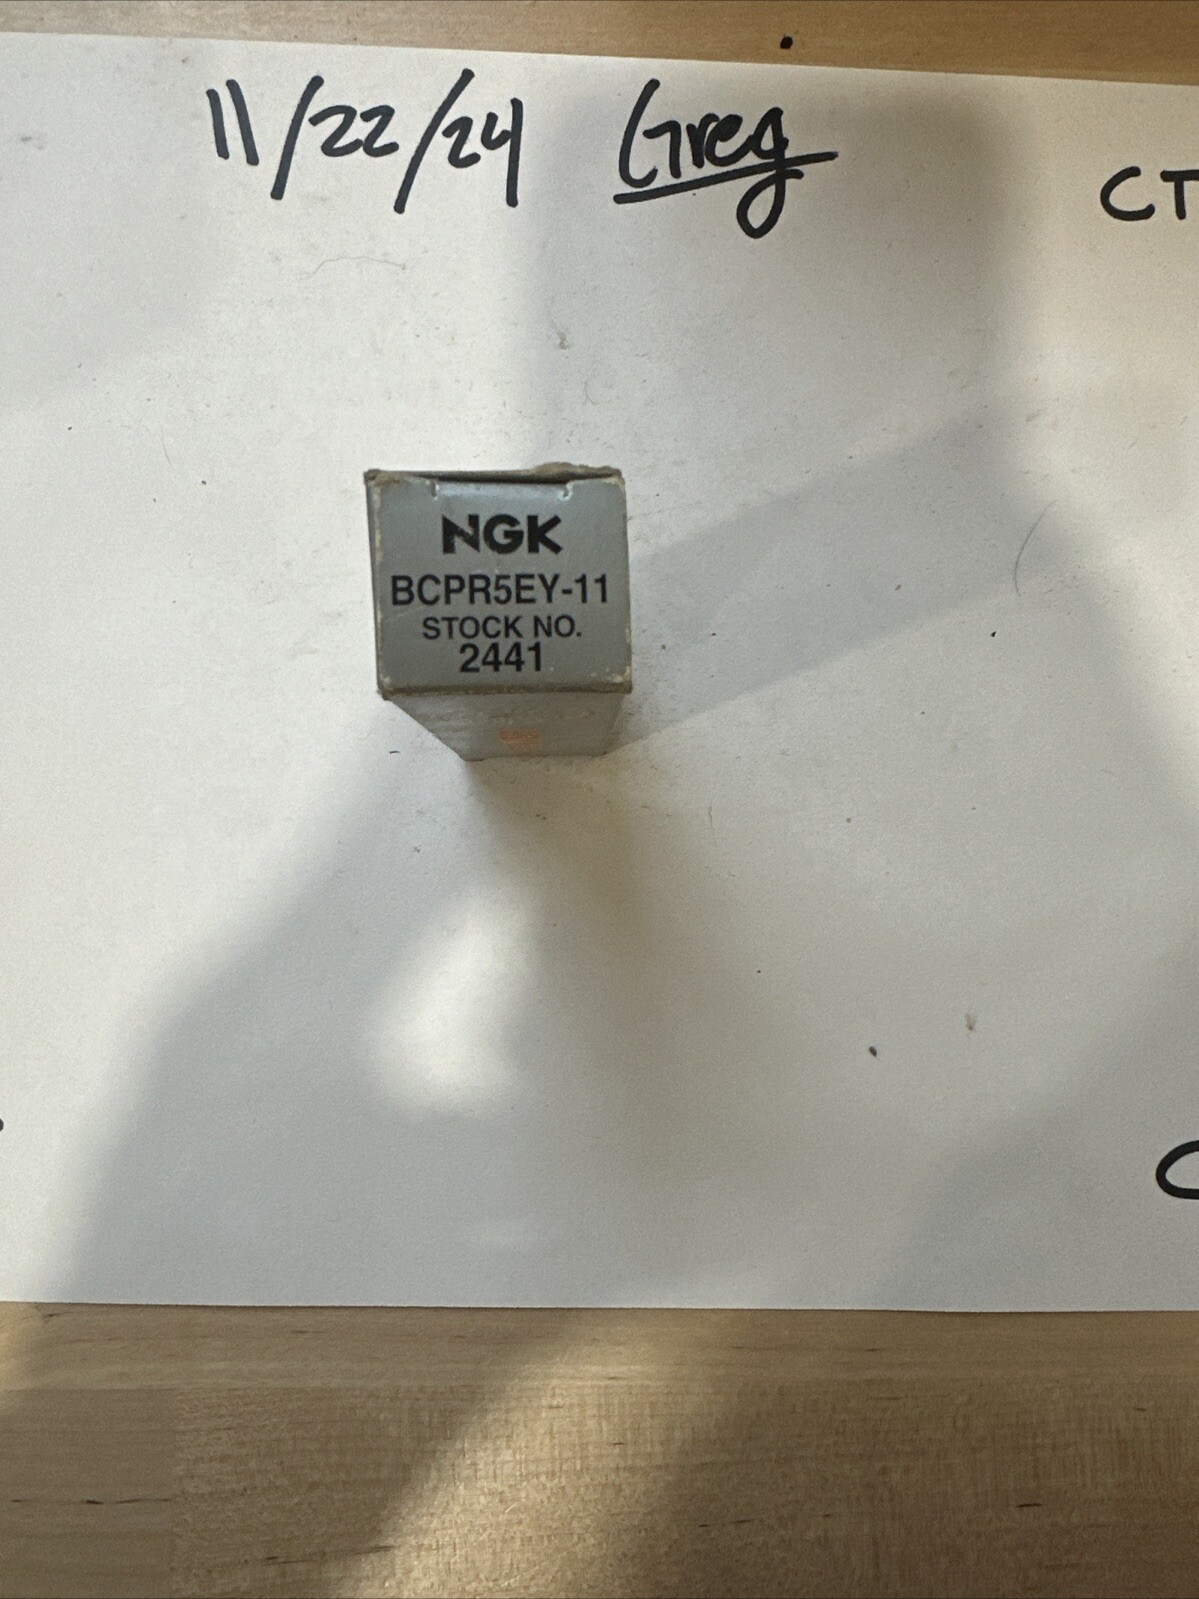 11/22/24 Greg
CT
NGK
BCPR5EY-11
STOCK NO.
2441